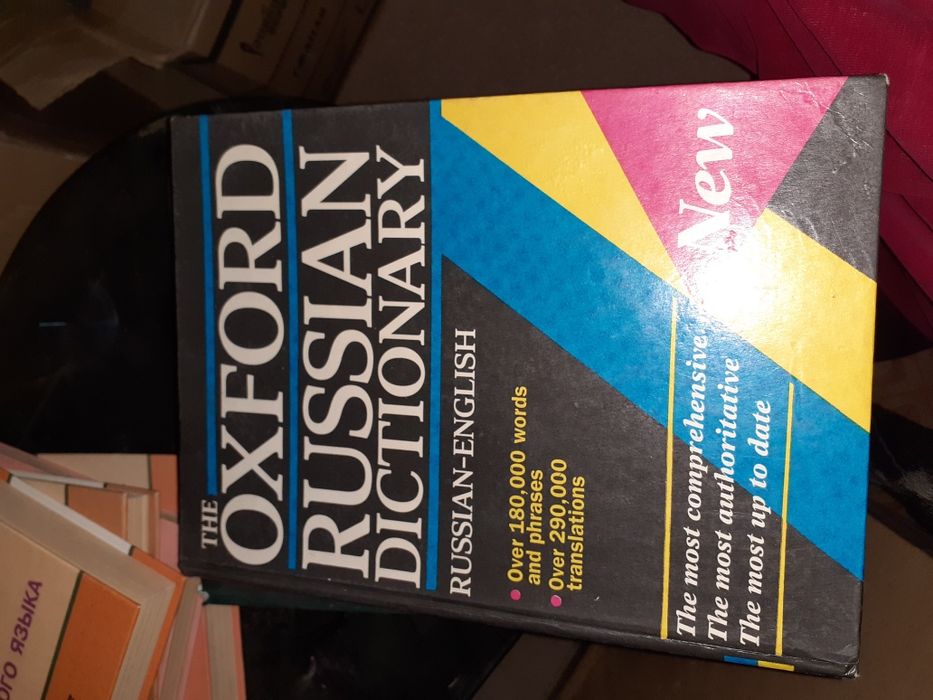 THE
OXFORD
RUSSIAN
DICTIONARY
RUSSIAN-ENGLISH
• Over 180,000 words
and phrases
• Over 290,000
translations
New
The most comprehensive
The most authoritative
The most up to date
ОГО ЯЗЫКА